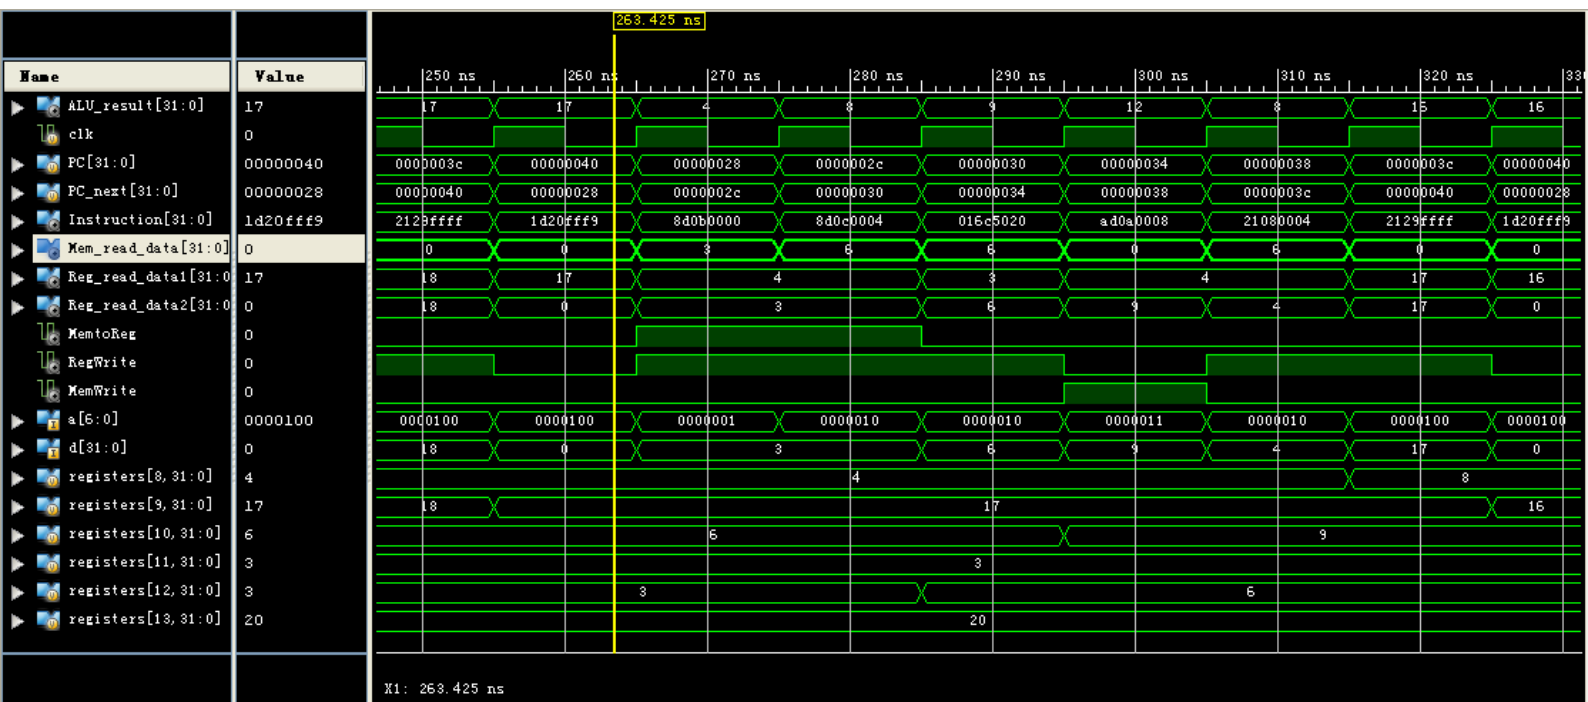 263.425 ns
Name Value 250 ns 260 ns 270 ns 280 ns 290 ns 300 ns 310 ns 320 ns 33
ALU_result[31:0] 17 17 17 4 8 9 12 8 15 16
clk 0
PC[31:0] 00000040 0000003c 00000040 00000028 0000002c 00000030 00000034 00000038 0000003c 00000040
PC_next[31:0] 00000028 00000040 00000028 0000002c 00000030 00000034 00000038 0000003c 00000040 00000028
Instruction[31:0] 1d20fff9 2129ffff 1d20fff9 8d0b0000 8d0c0004 016c5020 ad0a0008 21080004 2129ffff 1d20fff9
Mem_read_data[31:0] 0 0 0 3 6 6 0 6 0 0
Reg_read_data1[31:0 17 18 17 4 3 4 17 16
Reg_read_data2[31:0 0 18 0 3 6 9 4 17 0
MemtoReg 0
RegWrite 0
MemWrite 0
a[6:0] 0000100 0000100 0000100 0000001 0000010 0000010 0000011 0000010 0000100 0000100
d[31:0] 0 18 0 3 6 9 4 17 0
registers[8,31:0] 4 4 8
registers[9,31:0] 17 18 17 16
registers[10,31:0] 6 6 9
registers[11,31:0] 3 3
registers[12,31:0] 3 3 6
registers[13,31:0] 20 20
X1: 263.425 ns